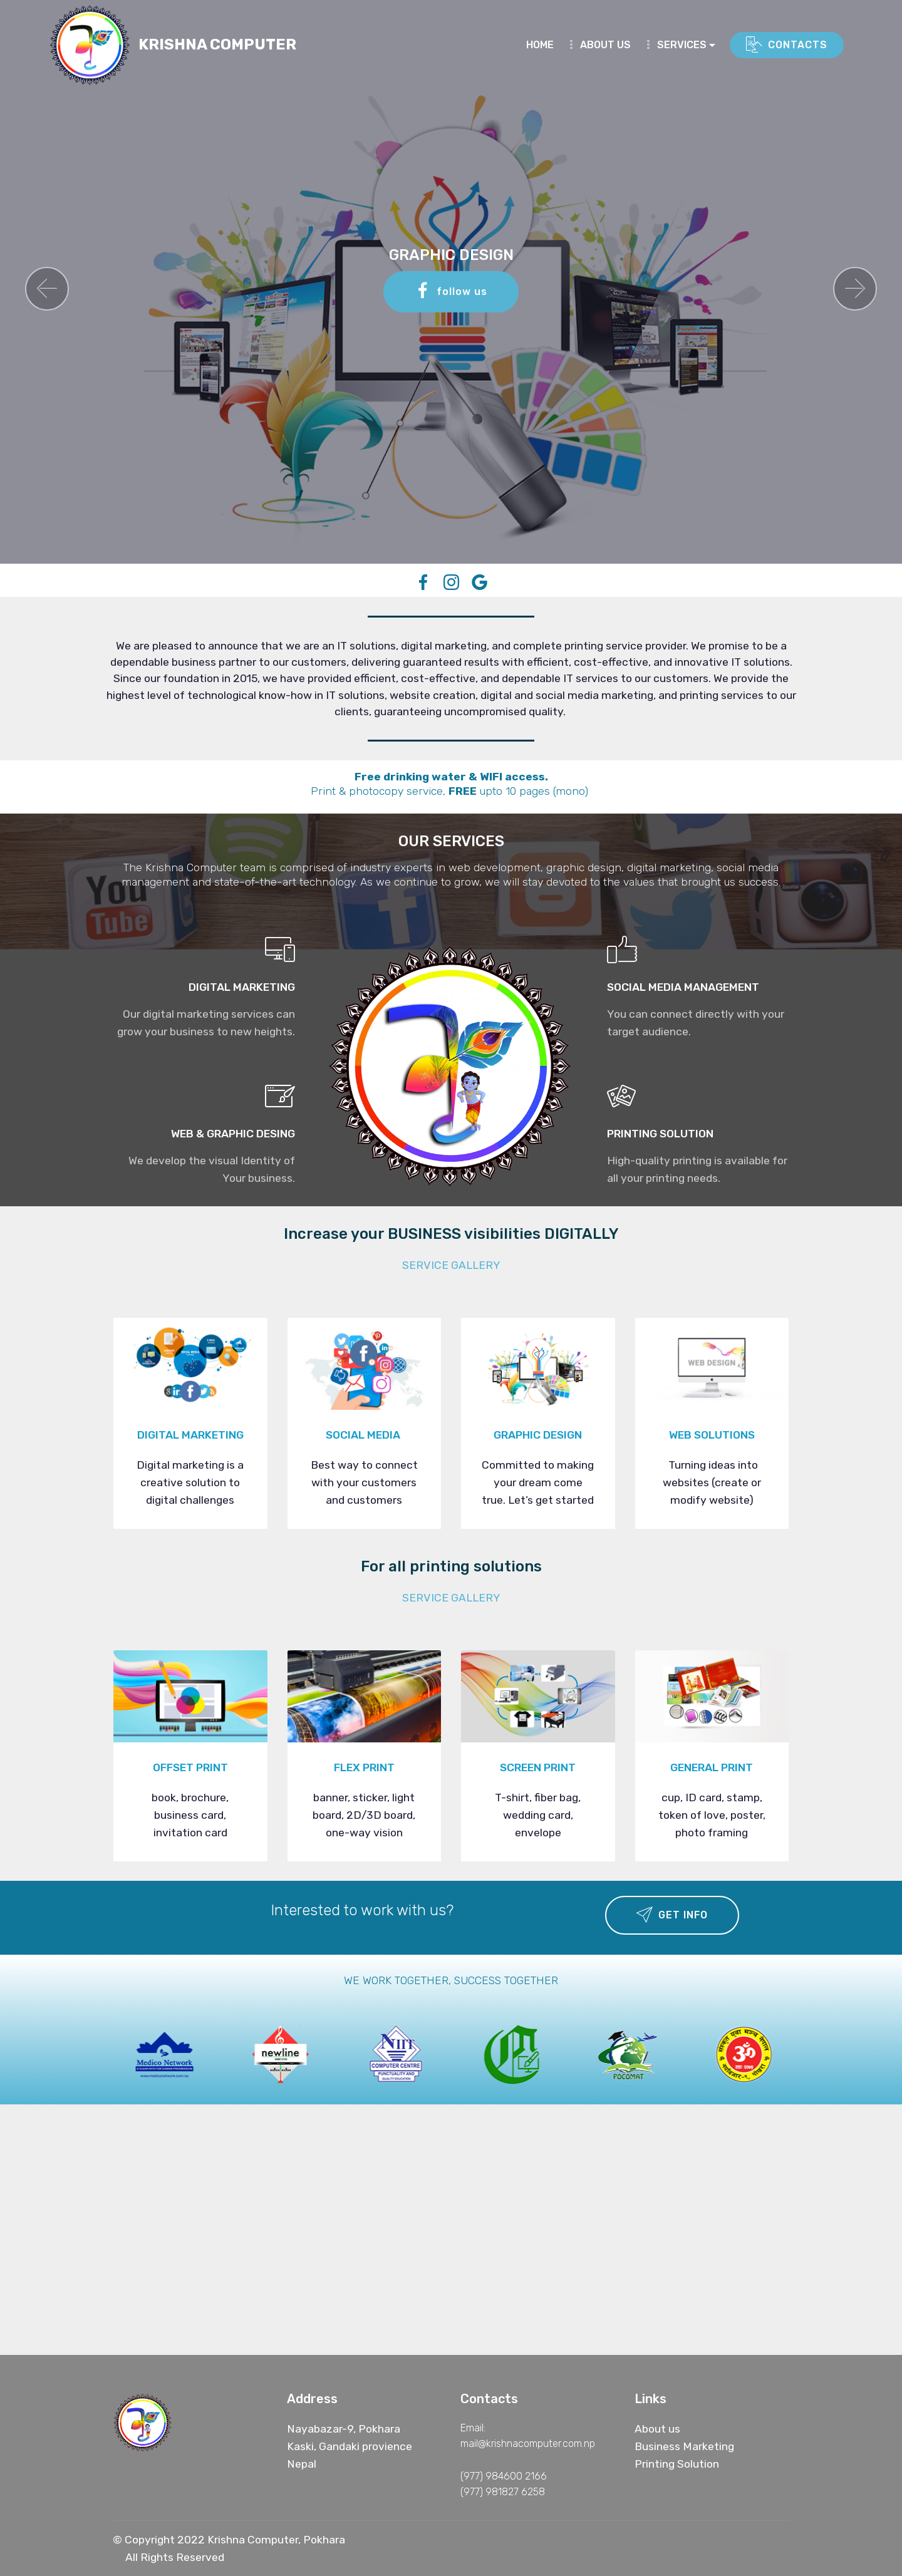 KRISHNA COMPUTER
HOME
ABOUT US
SERVICES
CONTACTS
GRAPHIC DESIGN
follow us
We are pleased to announce that we are an IT solutions, digital marketing, and complete printing service provider. We promise to be a
dependable business partner to our customers, delivering guaranteed results with efficient, cost-effective, and innovative IT solutions.
Since our foundation in 2015, we have provided efficient, cost-effective, and dependable IT services to our customers. We provide the
highest level of technological know-how in IT solutions, website creation, digital and social media marketing, and printing services to our
clients, guaranteeing uncompromised quality.
Free drinking water & WIFI access.
Print & photocopy service, FREE upto 10 pages (mono)
OUR SERVICES
The Krishna Computer team is comprised of industry experts in web development, graphic design, digital marketing, social media
management and state-of-the-art technology. As we continue to grow, we will stay devoted to the values that brought us success.
You
Tube
DIGITAL MARKETING
Our digital marketing services can
grow your business to new heights.
SOCIAL MEDIA MANAGEMENT
You can connect directly with your
target audience.
WEB & GRAPHIC DESING
We develop the visual Identity of
Your business.
PRINTING SOLUTION
High-quality printing is available for
all your printing needs.
Increase your BUSINESS visibilities DIGITALLY
SERVICE GALLERY
WEB DESIGN
DIGITAL MARKETING
Digital marketing is a
creative solution to
digital challenges
SOCIAL MEDIA
Best way to connect
with your customers
and customers
GRAPHIC DESIGN
Committed to making
your dream come
true. Let's get started
WEB SOLUTIONS
Turning ideas into
websites (create or
modify website)
For all printing solutions
SERVICE GALLERY
OFFSET PRINT
book, brochure,
business card,
invitation card
FLEX PRINT
banner, sticker, light
board, 2D/3D board,
one-way vision
SCREEN PRINT
T-shirt, fiber bag,
wedding card,
envelope
GENERAL PRINT
cup, ID card, stamp,
token of love, poster,
photo framing
Interested to work with us?
GET INFO
WE WORK TOGETHER, SUCCESS TOGETHER
Medico Network
newline
NIIT
COMPUTER CENTRE
PUNCTUALITY AND
QUALITY EDUCATION
POCOMAT
Address
Nayabazar-9, Pokhara
Kaski, Gandaki provience
Nepal
Contacts
Email:
mail@krishnacomputer.com.np
(977) 984600 2166
(977) 981827 6258
Links
About us
Business Marketing
Printing Solution
© Copyright 2022 Krishna Computer, Pokhara
All Rights Reserved